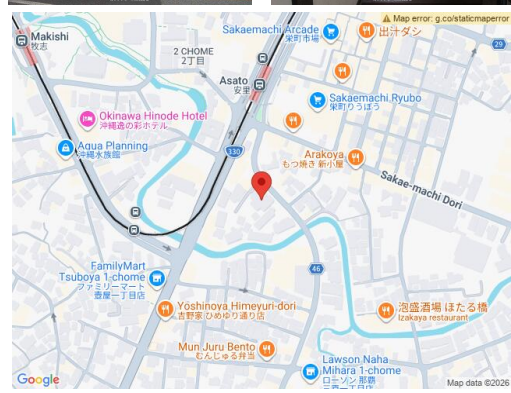 Map error: g.co/staticmaperror
Makishi
牧志
2 CHOME
2丁目
Sakaemachi Arcade
栄町市場
出汁ダシ
29
Asato
安里
Sakaemachi Ryubo
栄町りうぼう
Okinawa Hinode Hotel
沖縄逸の彩ホテル
Aqua Planning
沖縄水族館
330
Arakoya
もつ焼き 新小屋
Sakae-machi Dori
FamilyMart
Tsuboya 1-chome
ファミリーマート
壺屋一丁目店
46
Yoshinoya Himeyuri-dori
吉野家 ひめゆり通り店
泡盛酒場 ほたる橋
Izakaya restaurant
Mun Juru Bento
むんじゅる弁当
Lawson Naha
Mihara 1-chome
ローソン 那覇
三原一丁目店
Google
Map data ©2026